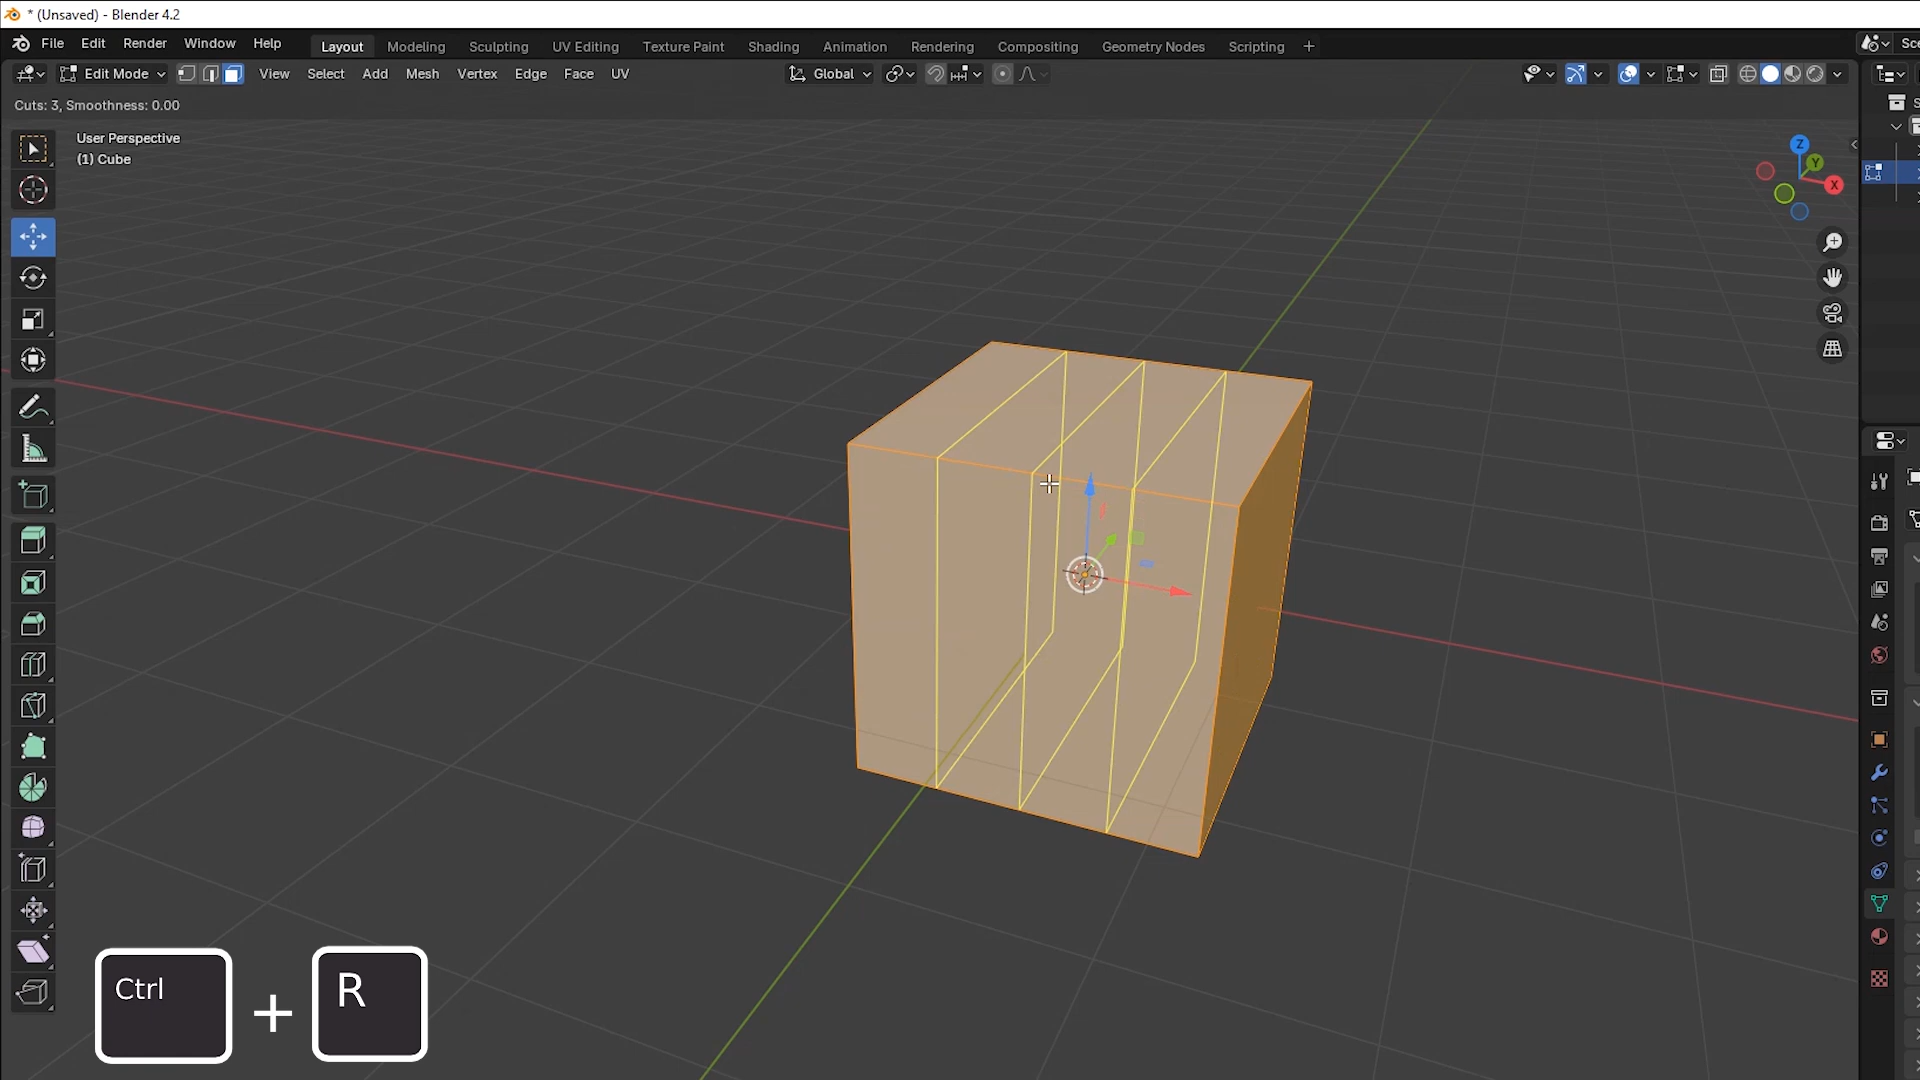 * (Unsaved) - Blender 4.2
File Edit Render Window Help Layout Modeling Sculpting UV Editing Texture Paint Shading Animation Rendering Compositing Geometry Nodes Scripting +
Edit Mode View Select Add Mesh Vertex Edge Face UV Global
Cuts: 3, Smoothness: 0.00
User Perspective
(1) Cube
Z
Y
X
Ctrl + R